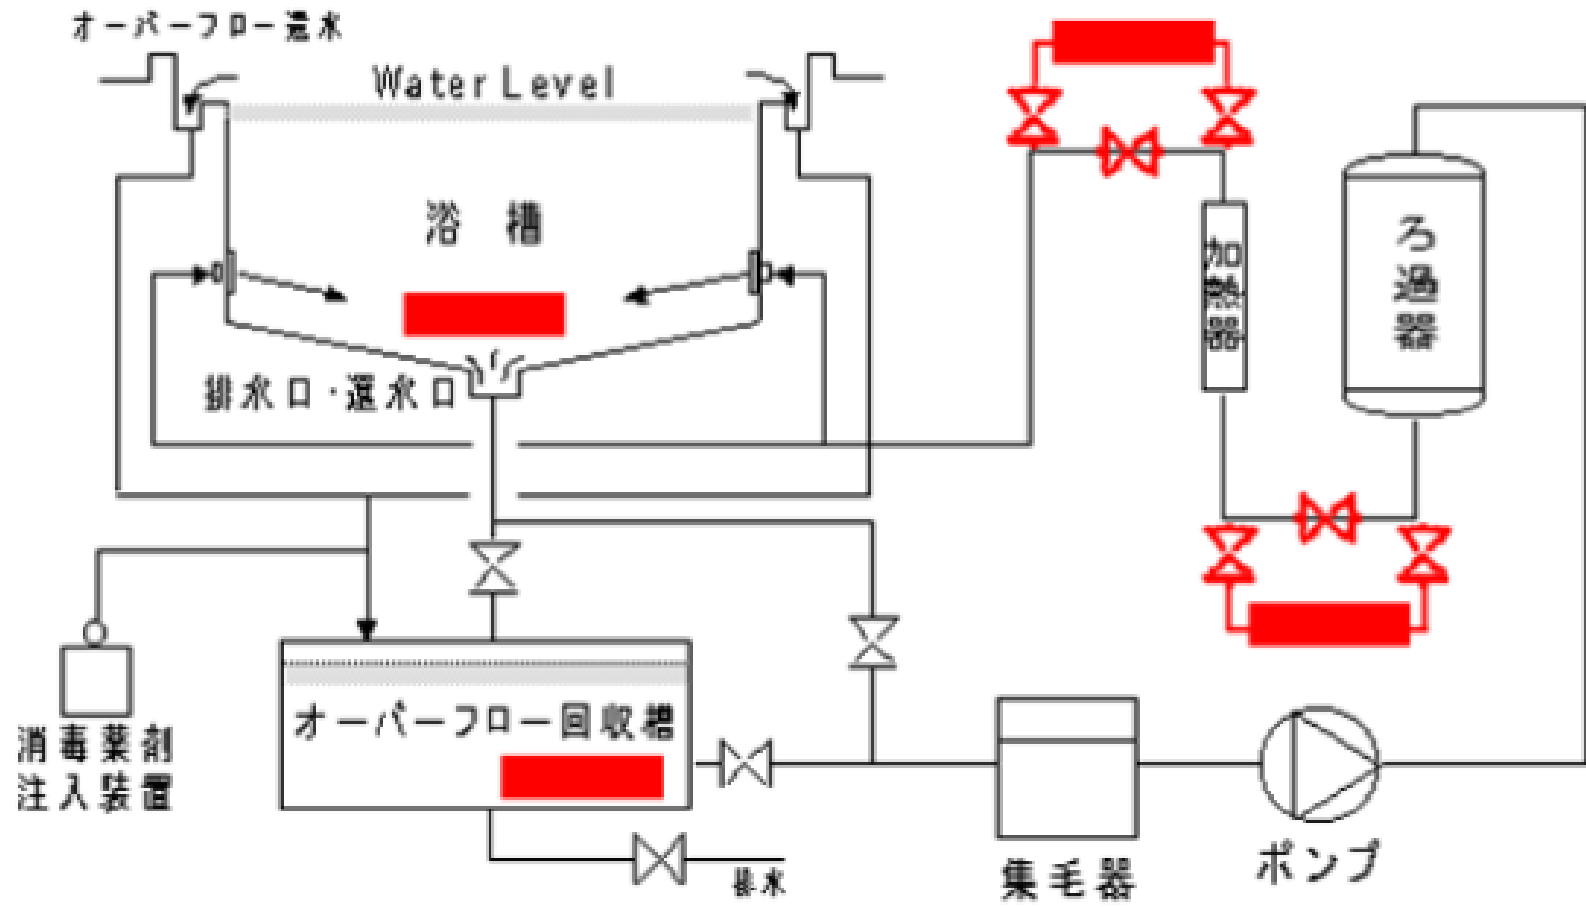 オーバーフロー還水
Water Level
浴 槽
加熱器
ろ過器
排水口・還水口
オーバーフロー回収槽
消毒薬剤
注入装置
排水
集毛器
ポンプ